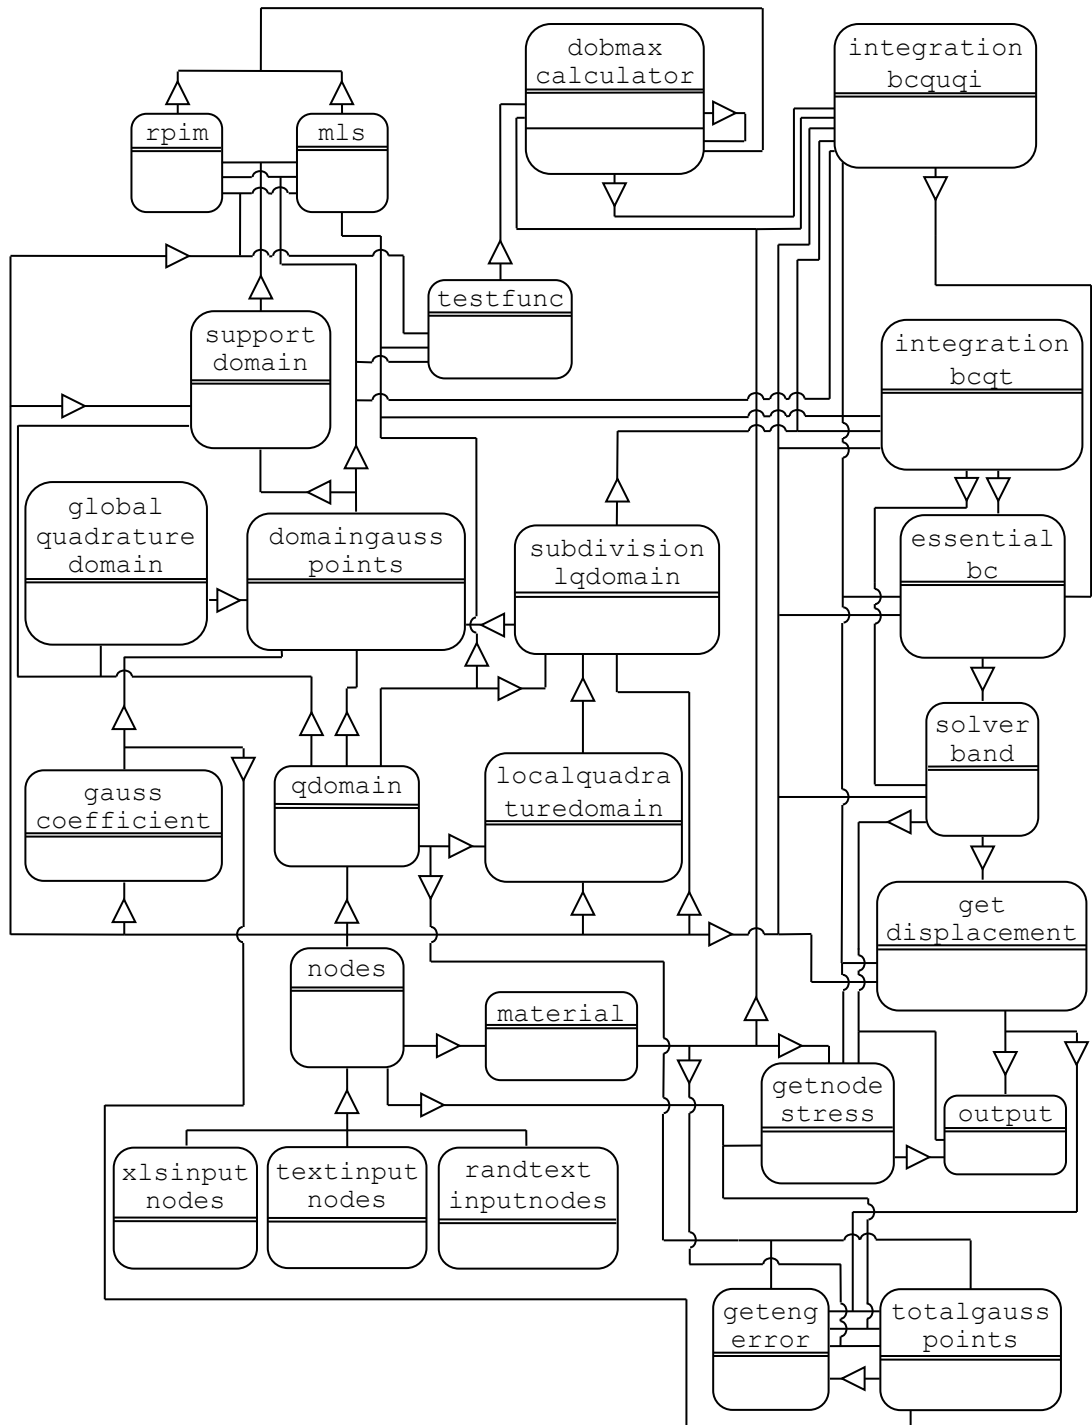 dobmax
calculator
integration
bcquqi
rpim
mls
testfunc
support
domain
integration
bcqt
global
quadrature
domain
domaingauss
points
subdivision
lqdomain
essential
bc
solver
band
gauss
coefficient
qdomain
localquadra
turedomain
get
displacement
nodes
material
getnode
stress
output
xlsinput
nodes
textinput
nodes
randtext
inputnodes
geteng
error
totalgauss
points